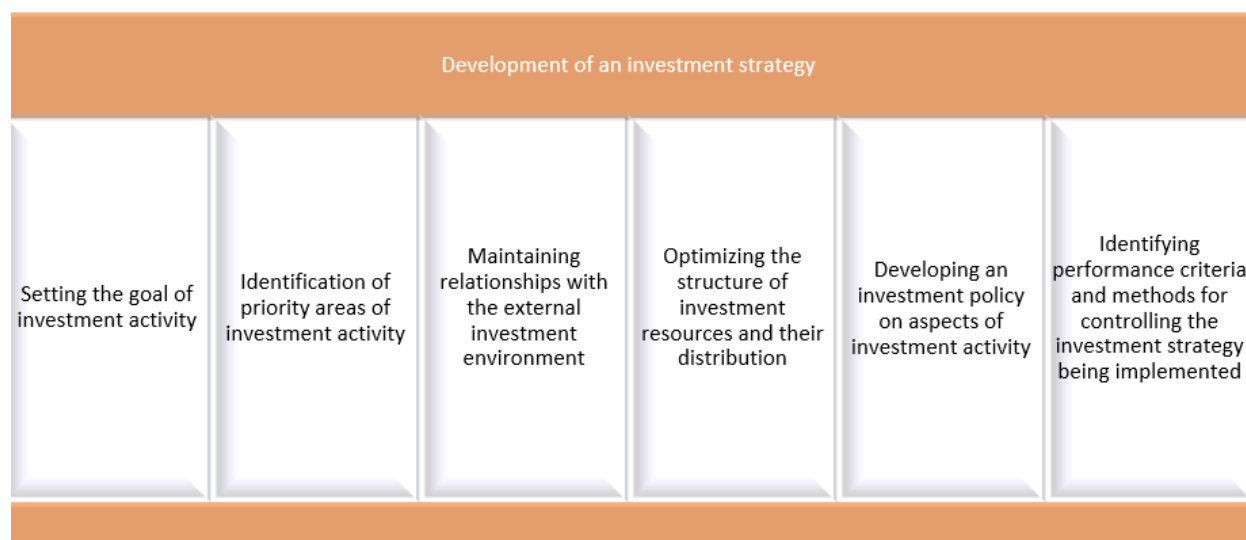 Development of an investment strategy
Setting the goal of
investment activity
Identification of
priority areas of
investment activity
Maintaining
relationships with
the external
investment
environment
Optimizing the
structure of
investment
resources and their
distribution
Developing an
investment policy
on aspects of
investment activity
Identifying
performance criteria
and methods for
controlling the
investment strategy
being implemented